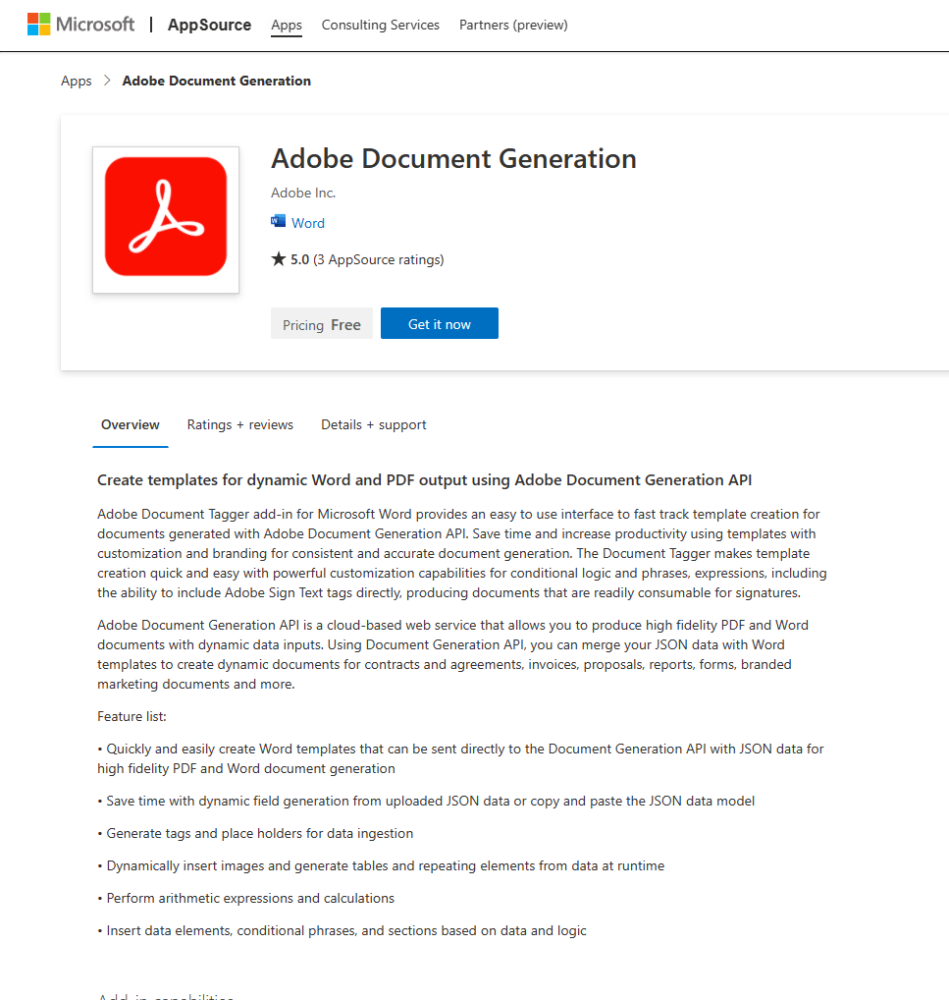 Microsoft | AppSource Apps Consulting Services Partners (preview)
Apps > Adobe Document Generation
Adobe Document Generation
Adobe Inc.
Word
★ 5.0 (3 AppSource ratings)
Pricing Free Get it now
Overview Ratings + reviews Details + support
Create templates for dynamic Word and PDF output using Adobe Document Generation API
Adobe Document Tagger add-in for Microsoft Word provides an easy to use interface to fast track template creation for
documents generated with Adobe Document Generation API. Save time and increase productivity using templates with
customization and branding for consistent and accurate document generation. The Document Tagger makes template
creation quick and easy with powerful customization capabilities for conditional logic and phrases, expressions, including
the ability to include Adobe Sign Text tags directly, producing documents that are readily consumable for signatures.
Adobe Document Generation API is a cloud-based web service that allows you to produce high fidelity PDF and Word
documents with dynamic data inputs. Using Document Generation API, you can merge your JSON data with Word
templates to create dynamic documents for contracts and agreements, invoices, proposals, reports, forms, branded
marketing documents and more.
Feature list:
• Quickly and easily create Word templates that can be sent directly to the Document Generation API with JSON data for
high fidelity PDF and Word document generation
• Save time with dynamic field generation from uploaded JSON data or copy and paste the JSON data model
• Generate tags and place holders for data ingestion
• Dynamically insert images and generate tables and repeating elements from data at runtime
• Perform arithmetic expressions and calculations
• Insert data elements, conditional phrases, and sections based on data and logic
Add-in capabilities